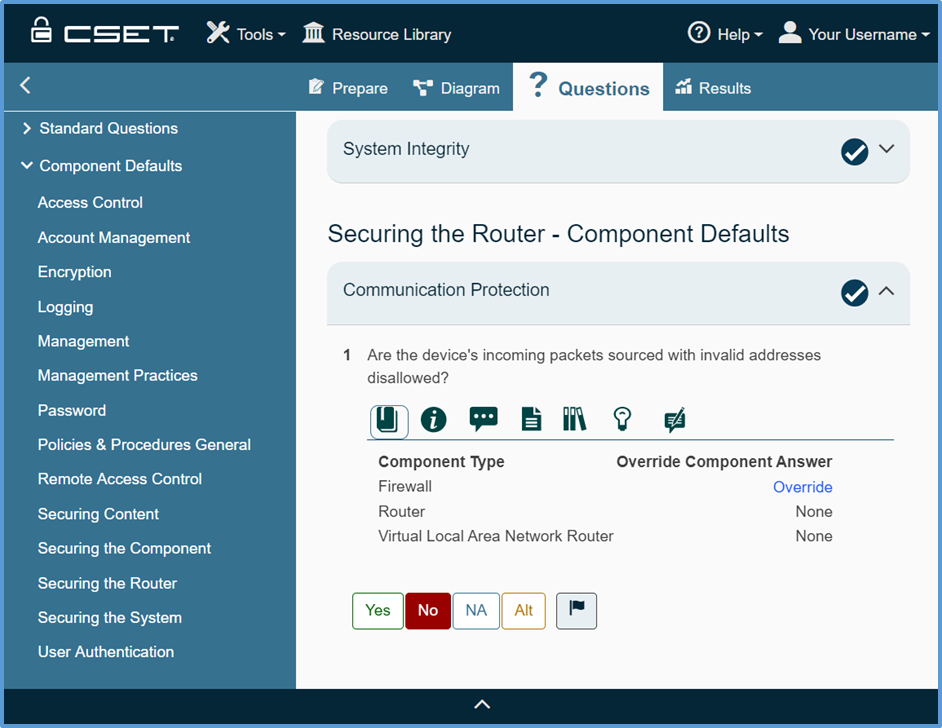 CSET
Tools
Resource Library
Help
Your Username
Prepare
Diagram
Questions
Results
Standard Questions
Component Defaults
Access Control
Account Management
Encryption
Logging
Management
Management Practices
Password
Policies & Procedures General
Remote Access Control
Securing Content
Securing the Component
Securing the Router
Securing the System
User Authentication
System Integrity
Securing the Router - Component Defaults
Communication Protection
1 Are the device's incoming packets sourced with invalid addresses
disallowed?
Component Type Override Component Answer
Firewall Override
Router None
Virtual Local Area Network Router None
Yes No NA Alt